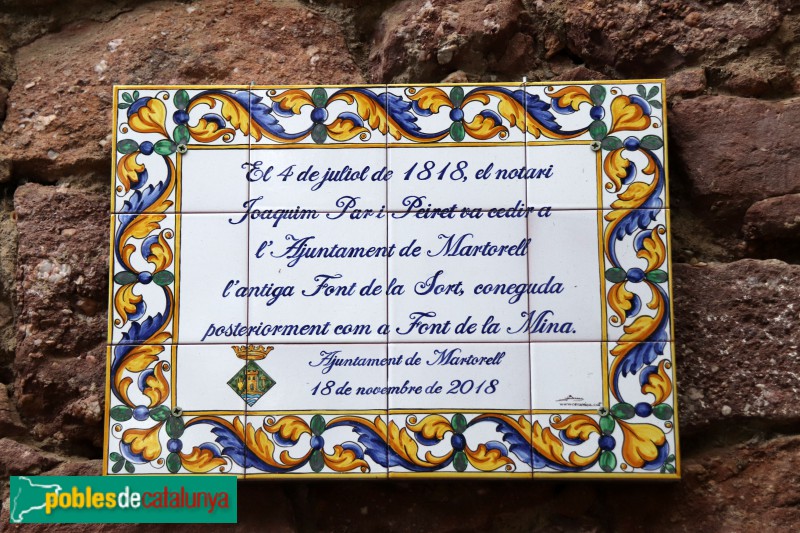 El 4 de juliol de 1818, el notari
Joaquim Par i Peiret va cedir a
l'Ajuntament de Martorell
l'antiga Font de la Sort, coneguda
posteriorment com a Font de la Mina.
Ajuntament de Martorell
18 de novembre de 2018
poblesdecatalunya